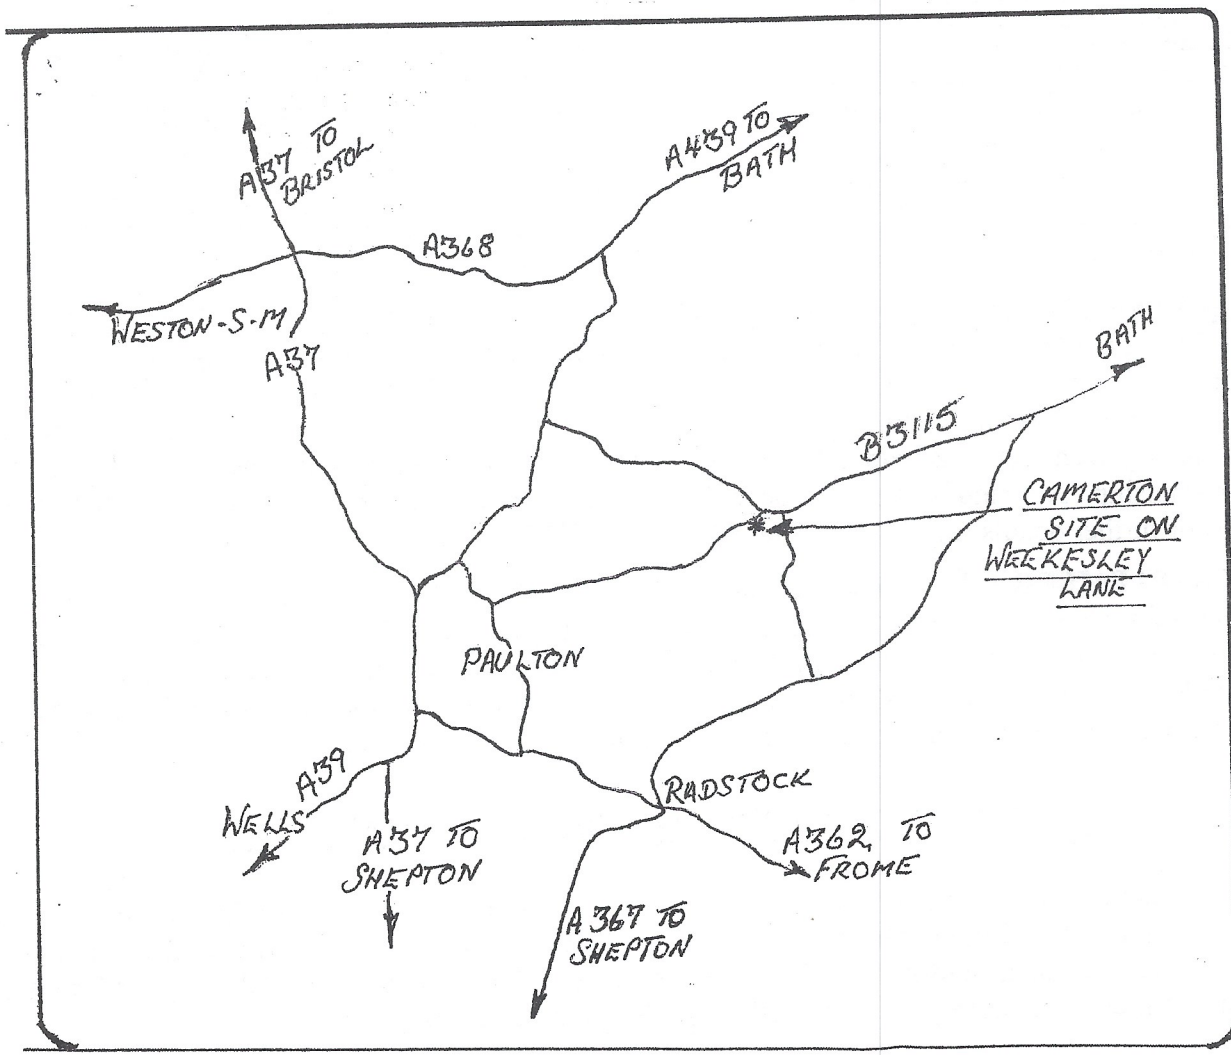 A37 TO
BRISTOL
A439 TO
BATH
A368
WESTON-S-M
A37
BATH
B3115
CAMERTON
SITE ON
WEEKESLEY
LANE
PAULTON
A39
WELLS
RADSTOCK
A37 TO
SHEPTON
A362, TO
FROME
A367 TO
SHEPTON